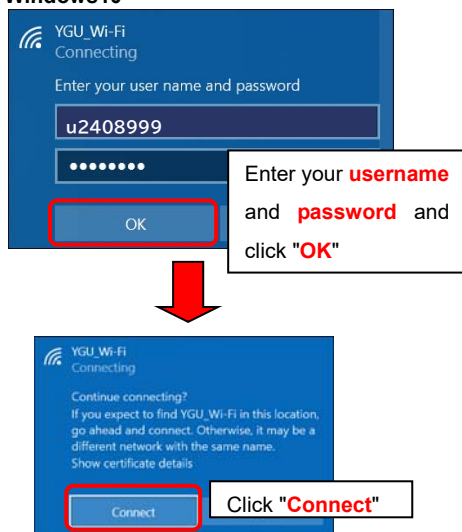 YGU_Wi-Fi
Connecting
Enter your user name and password
u2408999
••••••••
OK
Enter your username
and password and
click "OK"
YGU_Wi-Fi
Connecting
Continue connecting?
If you expect to find YGU_Wi-Fi in this location,
go ahead and connect. Otherwise, it may be a
different network with the same name.
Show certificate details
Connect
Click "Connect"